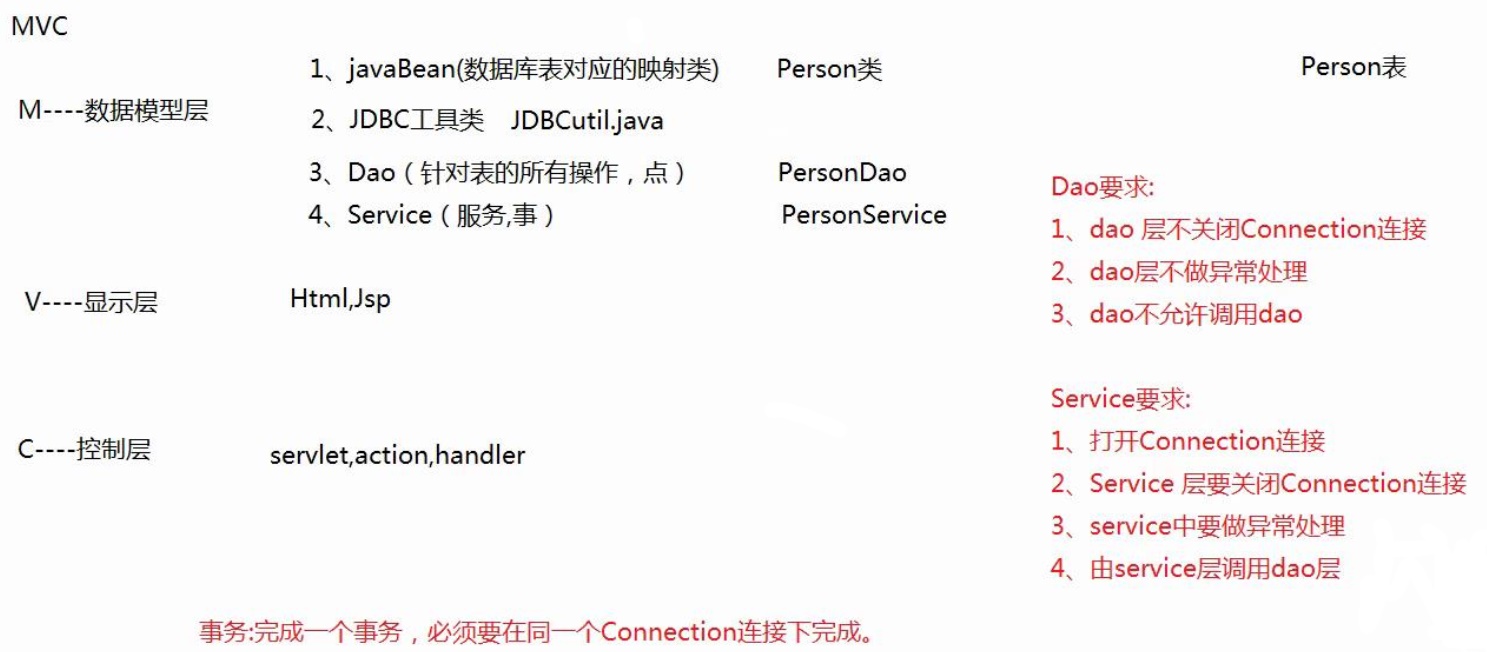 MVC
1、javaBean(数据库表对应的映射类) Person类 Person表
M----数据模型层
2、JDBC工具类 JDBCutil.java
3、Dao（针对表的所有操作，点） PersonDao
4、Service（服务,事） PersonService
Dao要求:
1、dao 层不关闭Connection连接
2、dao层不做异常处理
3、dao不允许调用dao
V----显示层 Html,Jsp
Service要求:
1、打开Connection连接
2、Service 层要关闭Connection连接
3、service中要做异常处理
4、由service层调用dao层
C----控制层 servlet,action,handler
事务:完成一个事务，必须要在同一个Connection连接下完成。